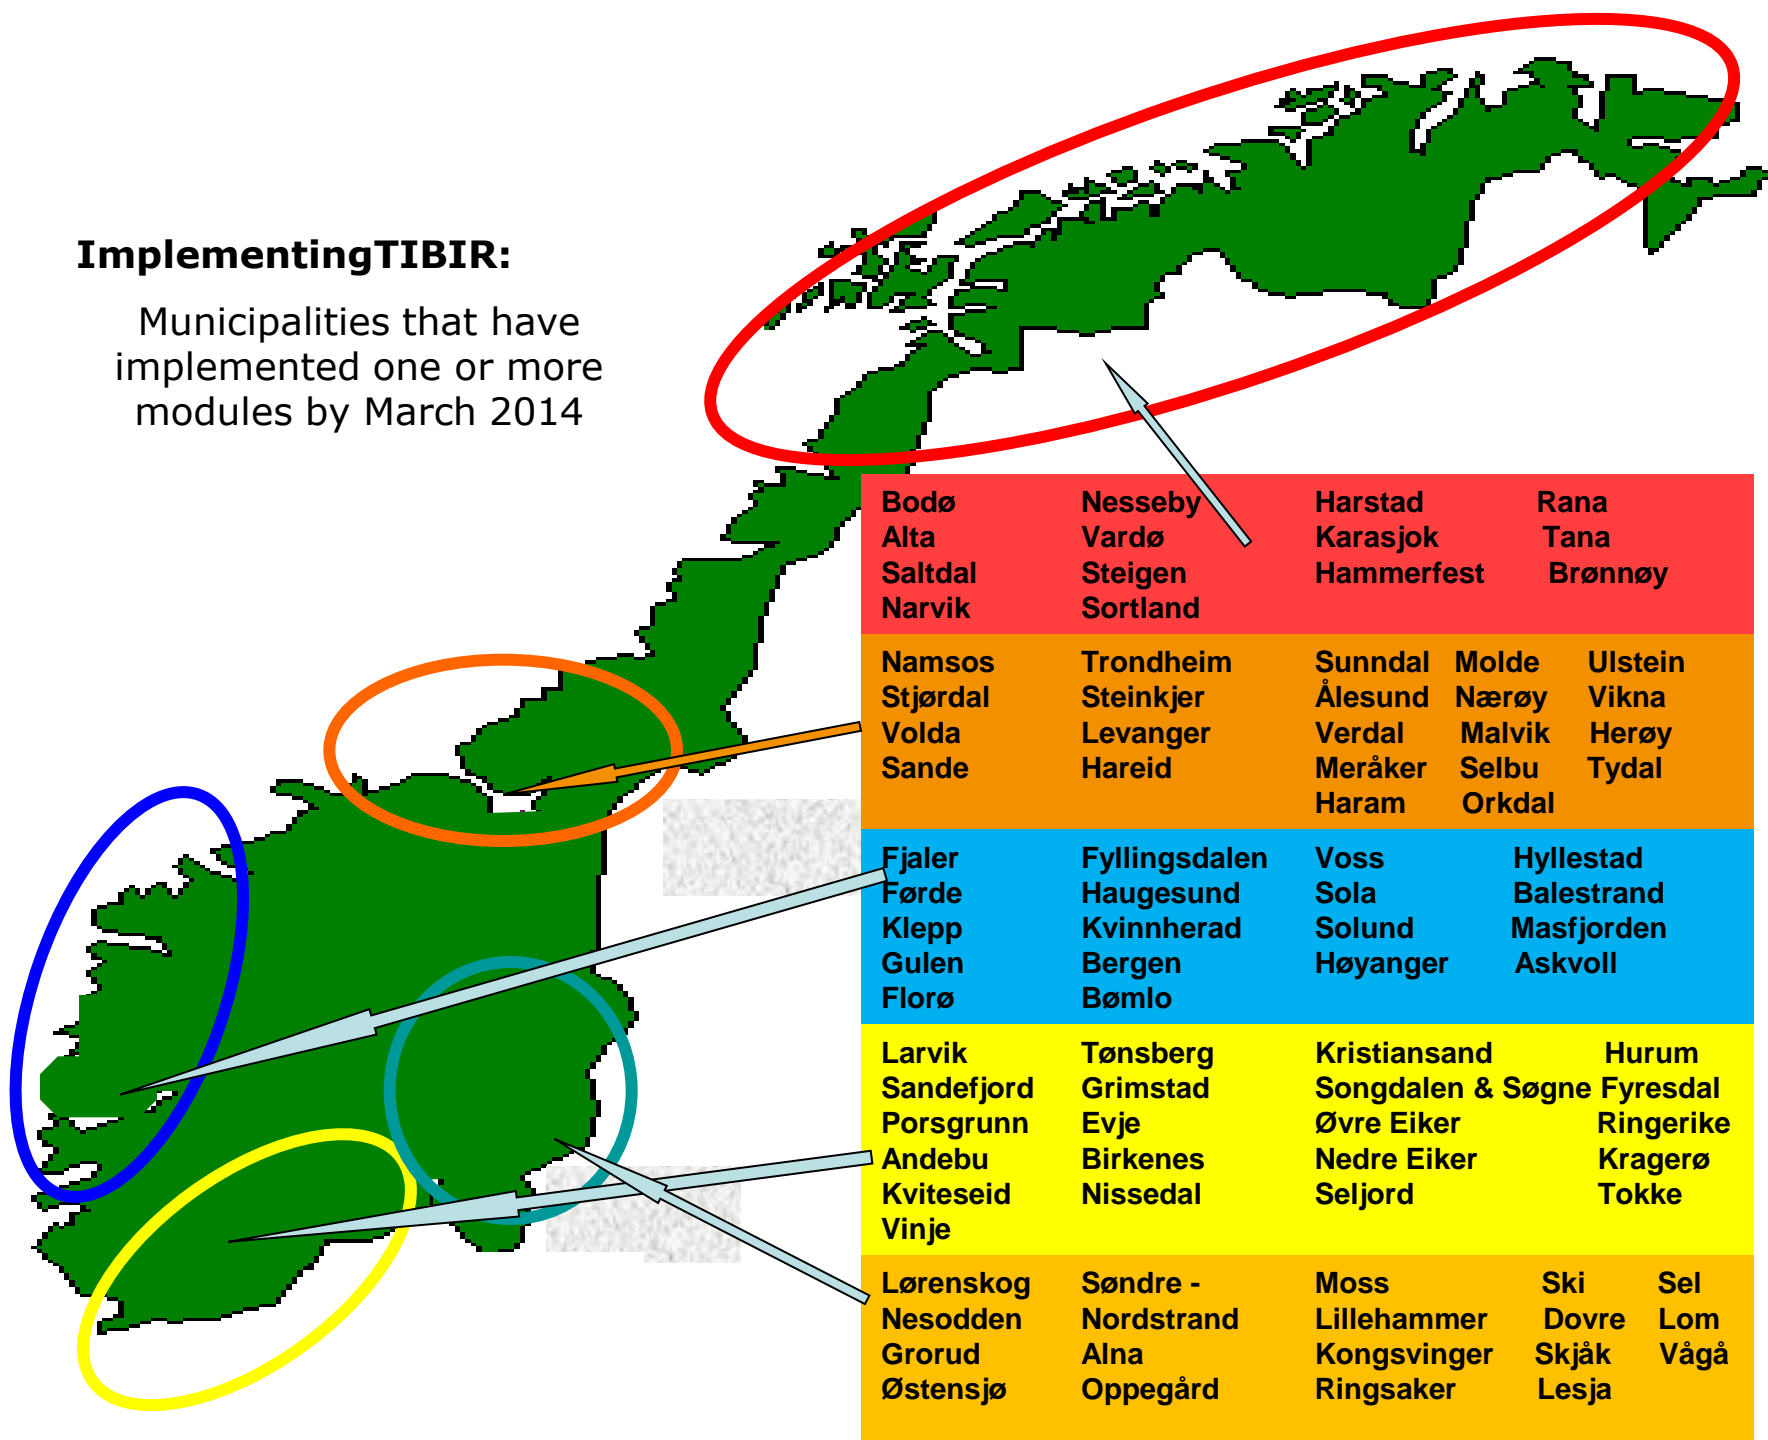 ImplementingTIBIR:
Municipalities that have
implemented one or more
modules by March 2014
Bodø Nesseby Harstad Rana
Alta Vardø Karasjok Tana
Saltdal Steigen Hammerfest Brønnøy
Narvik Sortland
Namsos Trondheim Sunndal Molde Ulstein
Stjørdal Steinkjer Ålesund Nærøy Vikna
Volda Levanger Verdal Malvik Herøy
Sande Hareid Meråker Selbu Tydal
Haram Orkdal
Fjaler Fyllingsdalen Voss Hyllestad
Førde Haugesund Sola Balestrand
Klepp Kvinnherad Solund Masfjorden
Gulen Bergen Høyanger Askvoll
Florø Bømlo
Larvik Tønsberg Kristiansand Hurum
Sandefjord Grimstad Songdalen & Søgne Fyresdal
Porsgrunn Evje Øvre Eiker Ringerike
Andebu Birkenes Nedre Eiker Kragerø
Kviteseid Nissedal Seljord Tokke
Vinje
Lørenskog Søndre - Moss Ski Sel
Nesodden Nordstrand Lillehammer Dovre Lom
Grorud Alna Kongsvinger Skjåk Vågå
Østensjø Oppegård Ringsaker Lesja